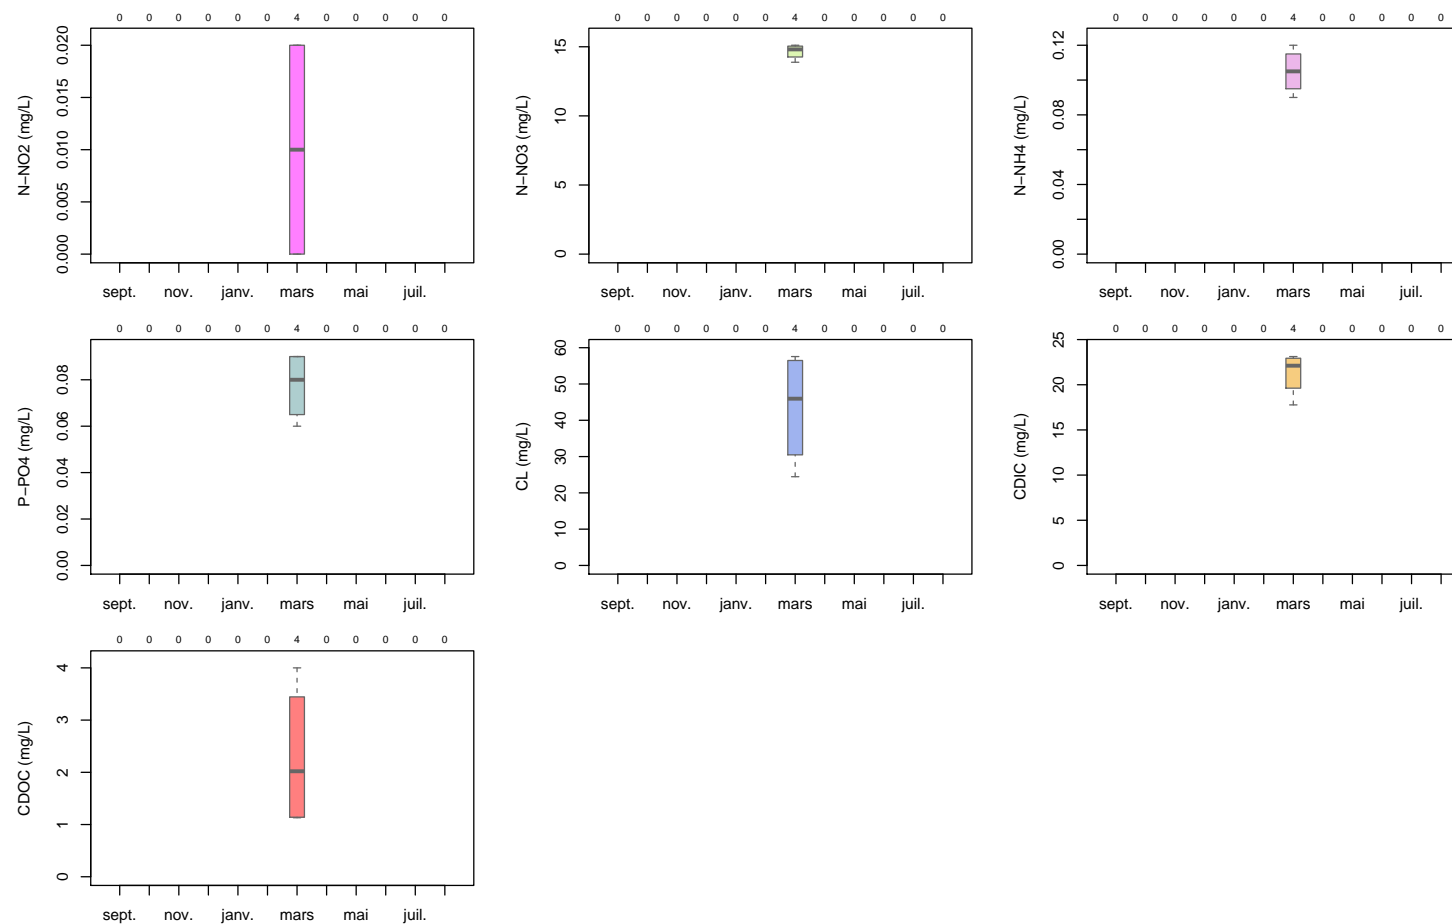 0 0 0 0 0 0 4 0 0 0 0 0
N−NO2 (mg/L)
0.020
0.015
0.010
0.005
0.000
sept. nov. janv. mars mai juil.
0 0 0 0 0 0 4 0 0 0 0 0
N−NO3 (mg/L)
15
10
5
0
sept. nov. janv. mars mai juil.
0 0 0 0 0 0 4 0 0 0 0 0
N−NH4 (mg/L)
0.12
0.08
0.04
0.00
sept. nov. janv. mars mai juil.
0 0 0 0 0 0 4 0 0 0 0 0
P−PO4 (mg/L)
0.08
0.06
0.04
0.02
0.00
sept. nov. janv. mars mai juil.
0 0 0 0 0 0 4 0 0 0 0 0
CL (mg/L)
60
50
40
30
20
10
0
sept. nov. janv. mars mai juil.
0 0 0 0 0 0 4 0 0 0 0 0
CDIC (mg/L)
25
20
15
10
5
0
sept. nov. janv. mars mai juil.
0 0 0 0 0 0 4 0 0 0 0 0
CDOC (mg/L)
4
3
2
1
0
sept. nov. janv. mars mai juil.